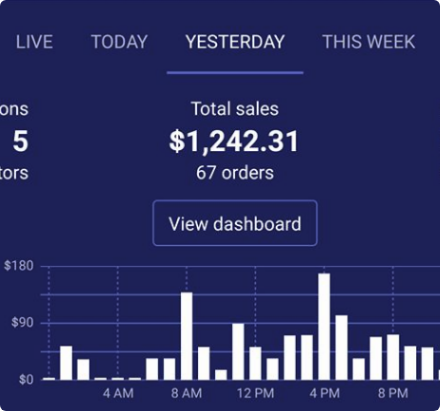 LIVE TODAY YESTERDAY THIS WEEK
ons Total sales
5 $1,242.31
tors 67 orders
View dashboard
$180
$90
$0
4 AM 8 AM 12 PM 4 PM 8 PM